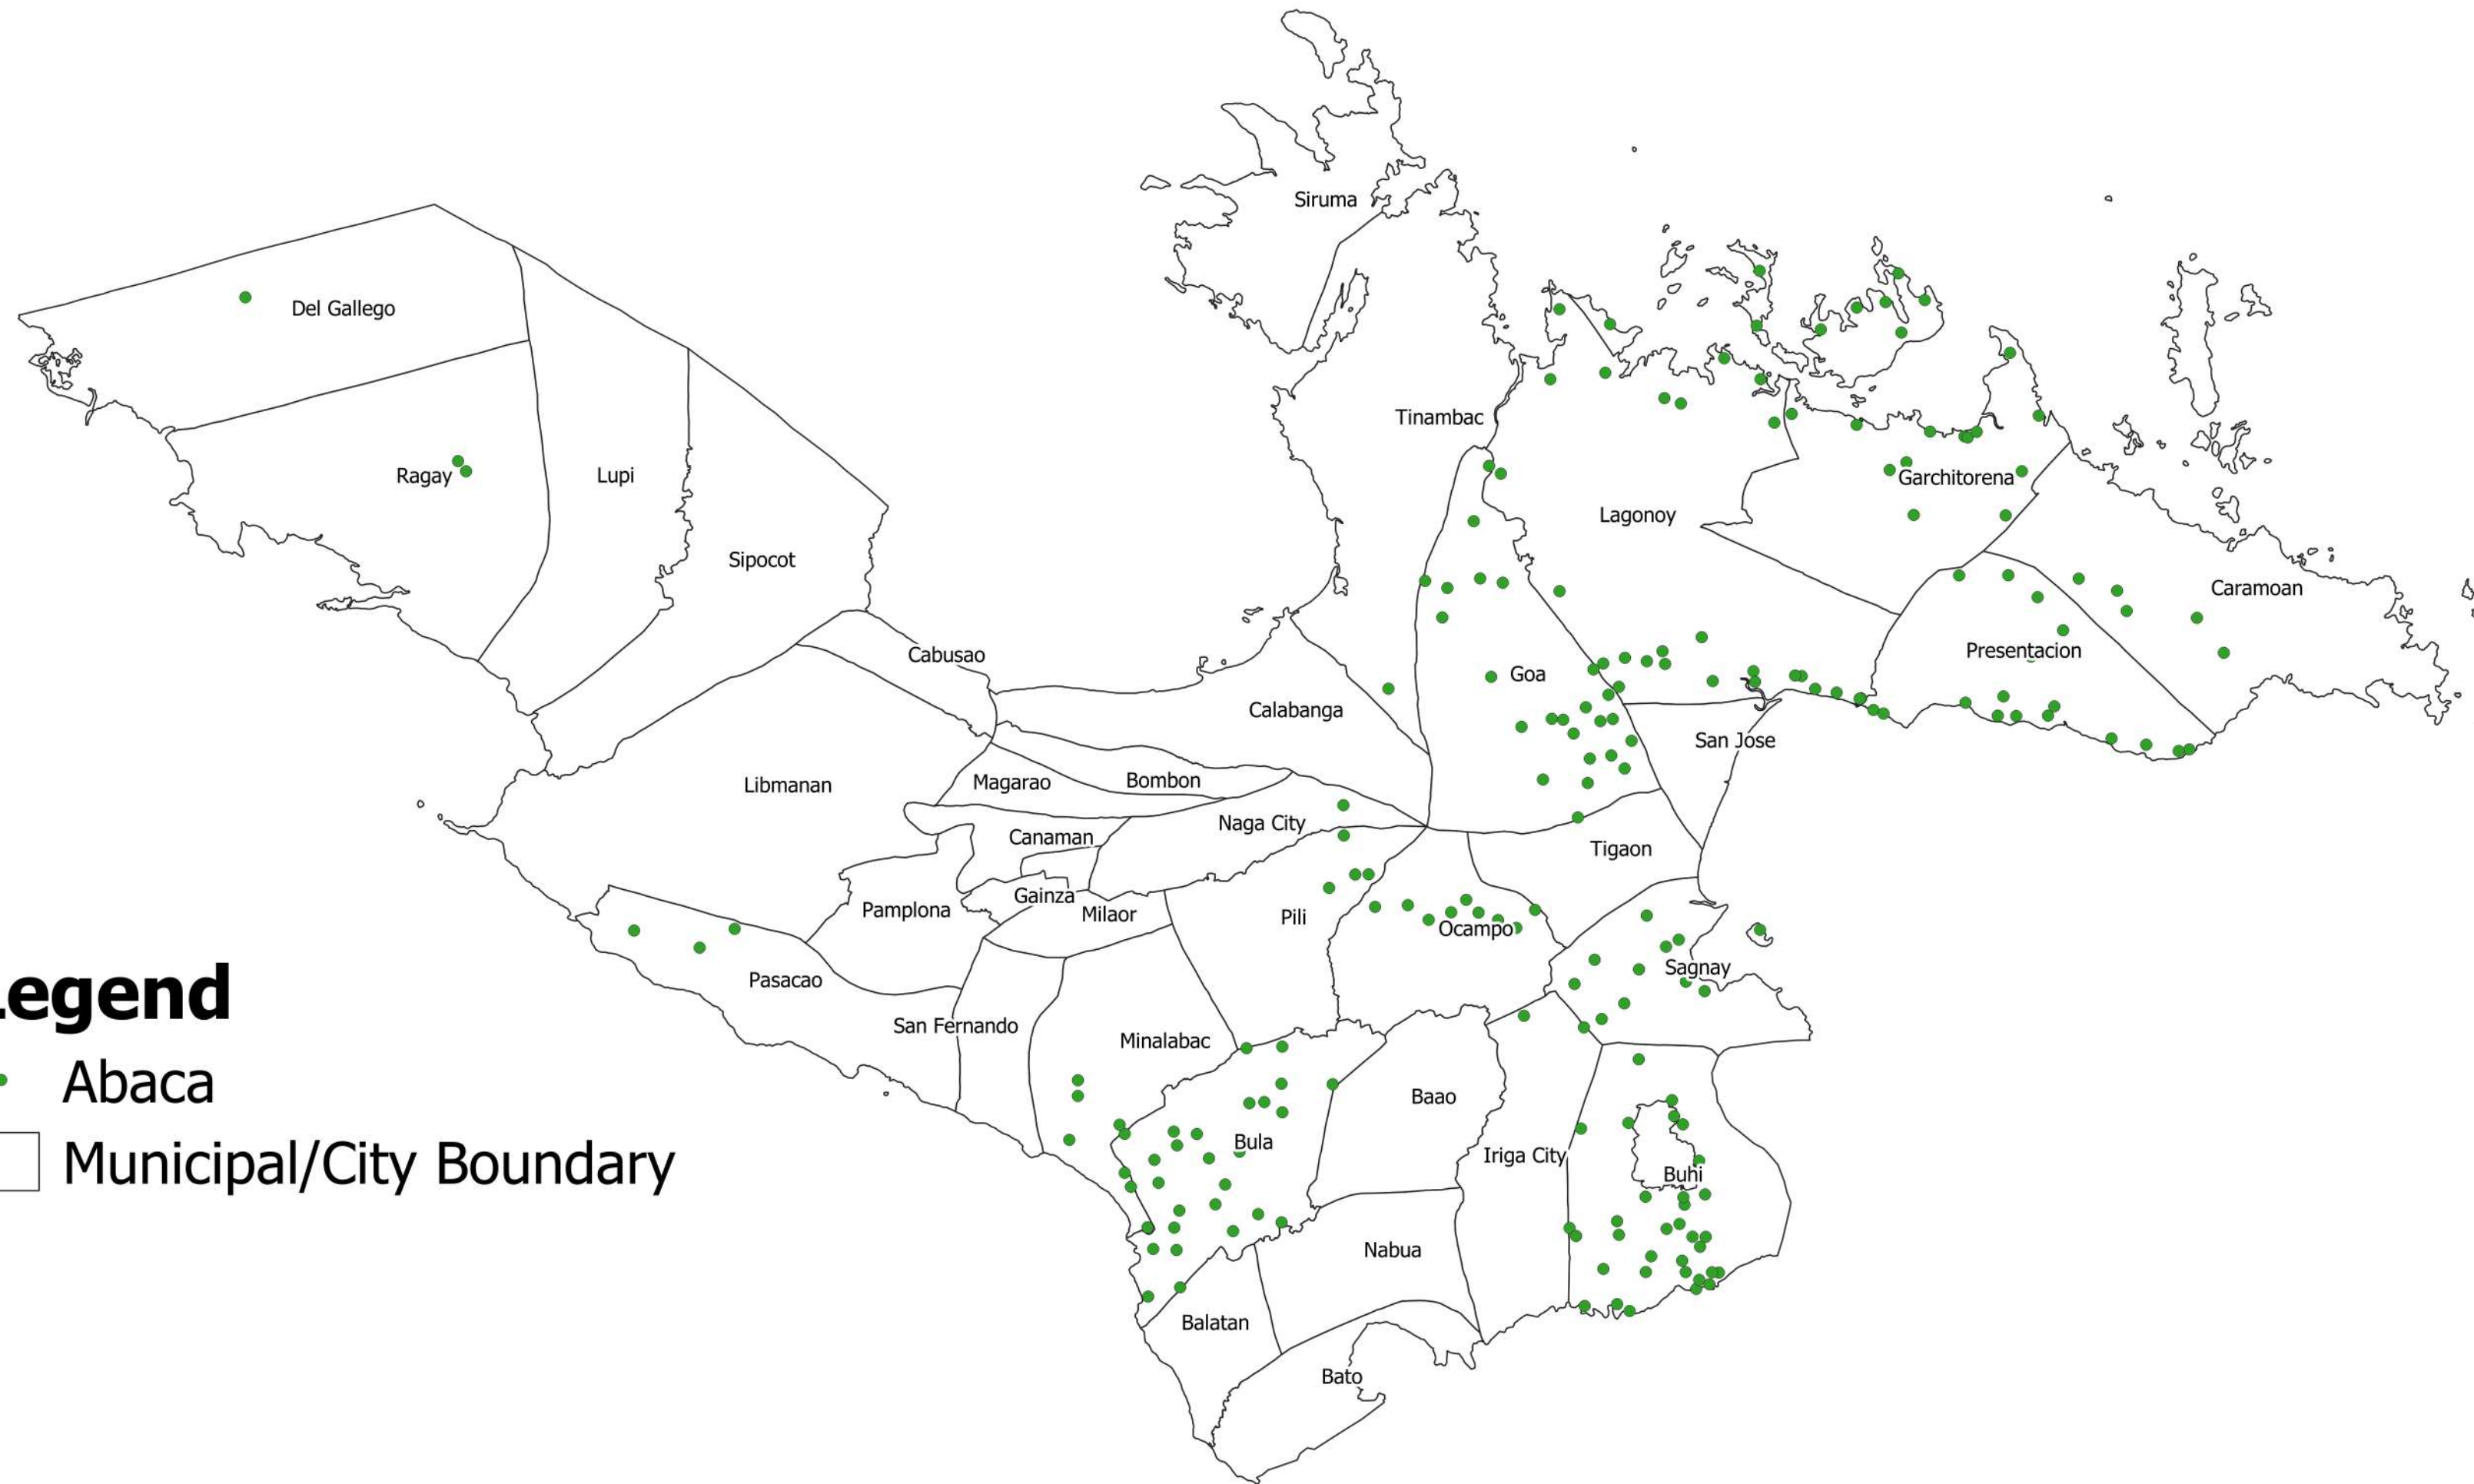 Siruma
Del Gallego
Tinambac
Ragay
Lupi
Garchitorena
Lagonoy
Sipocot
Caramoan
Cabusao
Presentacion
Goa
Calabanga
San Jose
Magarao
Bombon
Libmanan
Naga City
Canaman
Tigaon
Gainza
Pamplona
Milaor
Pili
Ocampo
Sagnay
Pasacao
San Fernando
Minalabac
Baao
Bula
Iriga City
Buhi
Nabua
Balatan
Bato
egend
Abaca
Municipal/City Boundary